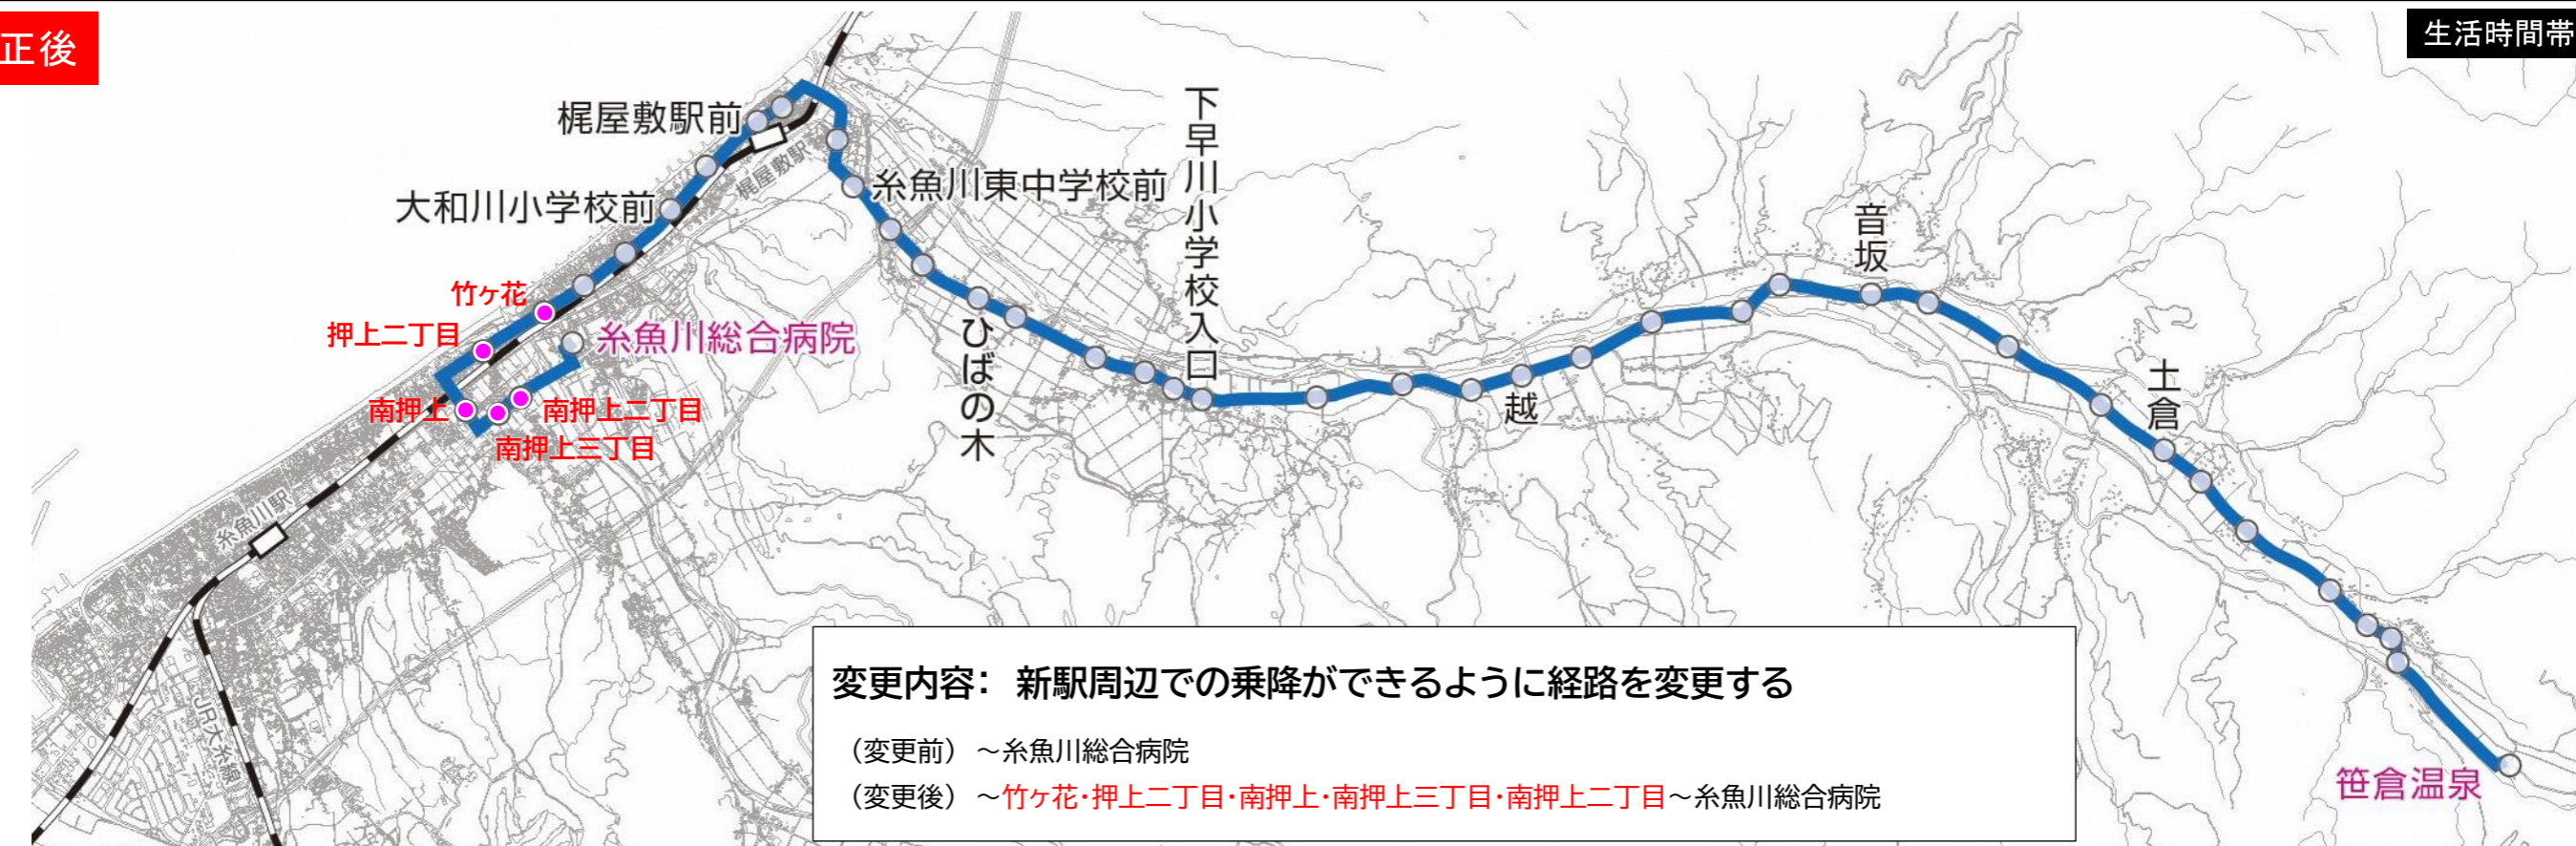 正後
生活時間帯
梶屋敷駅前
梶屋敷駅
大和川小学校前
糸魚川東中学校前
下早川小学校入口
音坂
竹ヶ花
押上二丁目
糸魚川総合病院
ひばの木
越
土倉
南押上
南押上二丁目
南押上三丁目
糸魚川駅
JR大糸線
笹倉温泉
変更内容： 新駅周辺での乗降ができるように経路を変更する
（変更前）～糸魚川総合病院
（変更後）～竹ヶ花・押上二丁目・南押上・南押上三丁目・南押上二丁目～糸魚川総合病院